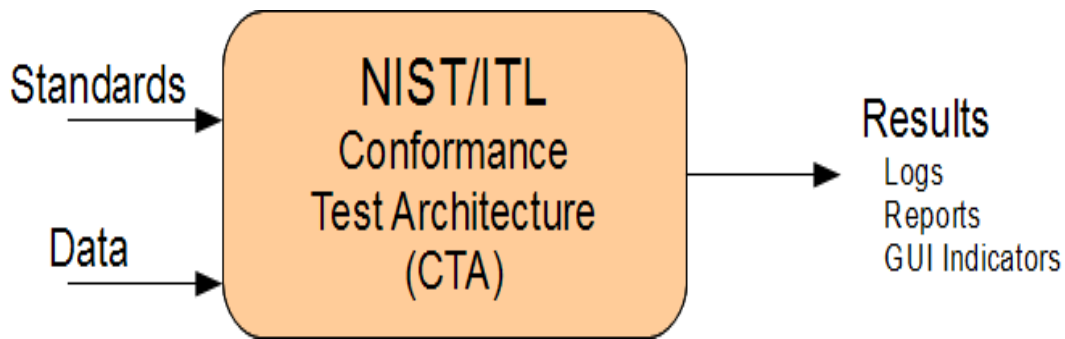 Standards
Data
NIST/ITL
Conformance
Test Architecture
(CTA)
Results
Logs
Reports
GUI Indicators